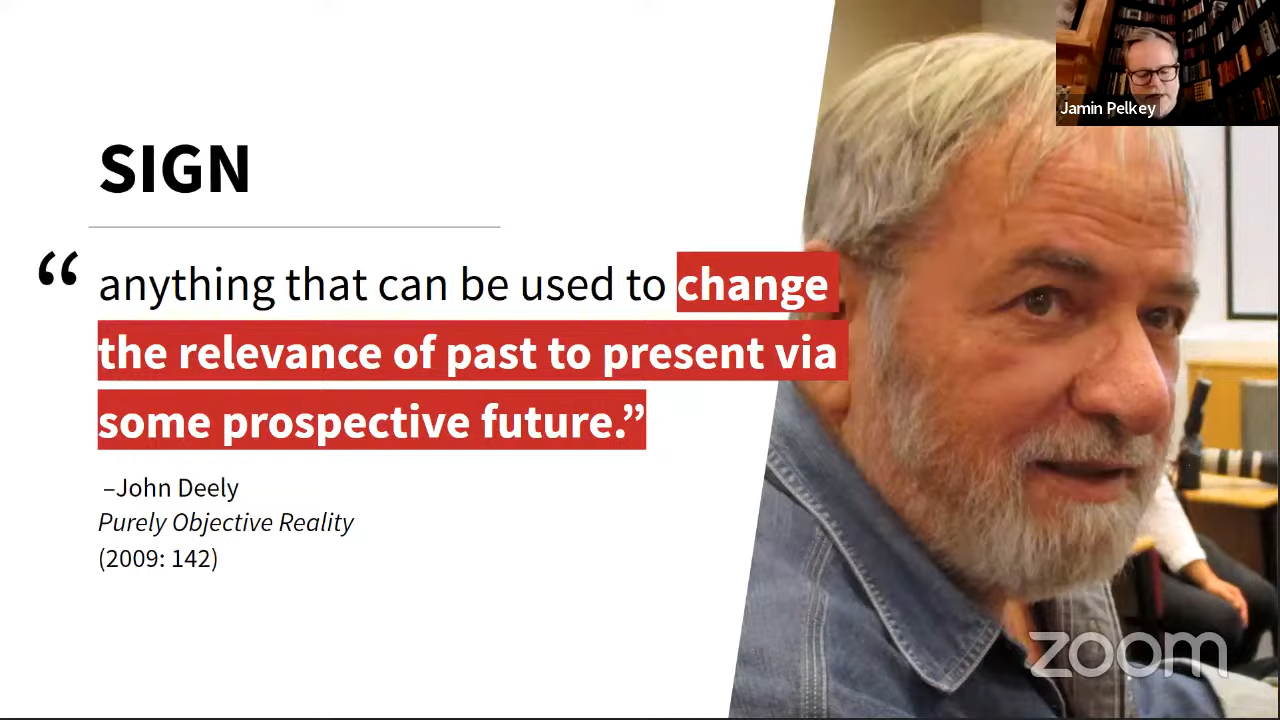 Jamin Pelkey
SIGN
“ anything that can be used to change
the relevance of past to present via
some prospective future.”
–John Deely
Purely Objective Reality
(2009: 142)
zoom